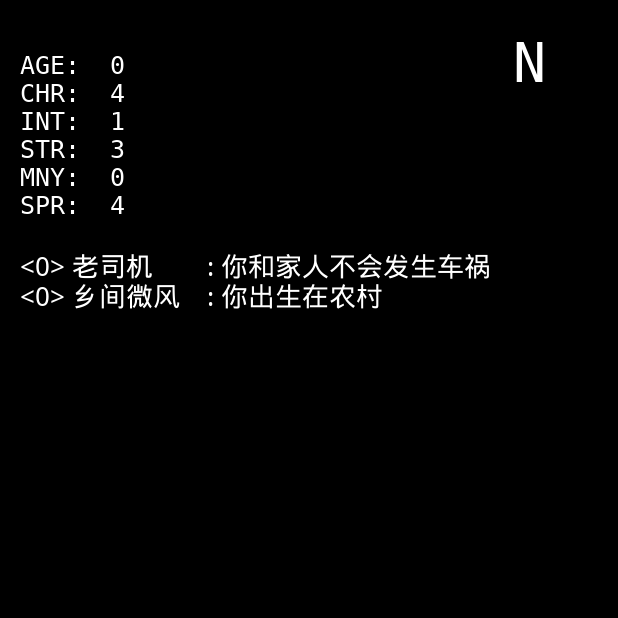 N
AGE: 0
CHR: 4
INT: 1
STR: 3
MNY: 0
SPR: 4
<O> 老司机 : 你和家人不会发生车祸
<O> 乡间微风 : 你出生在农村